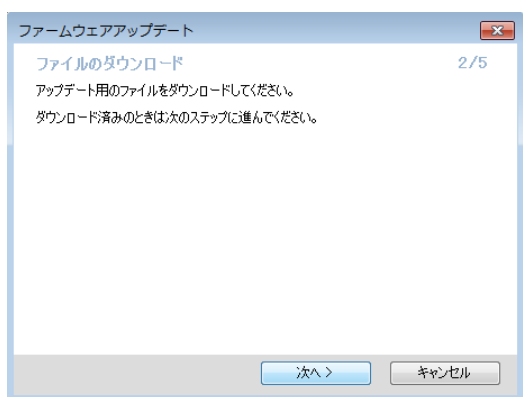 ファームウェアアップデート
ファイルのダウンロード 2/5
アップデート用のファイルをダウンロードしてください。
ダウンロード済みのときは次のステップに進んでください。
次へ > キャンセル